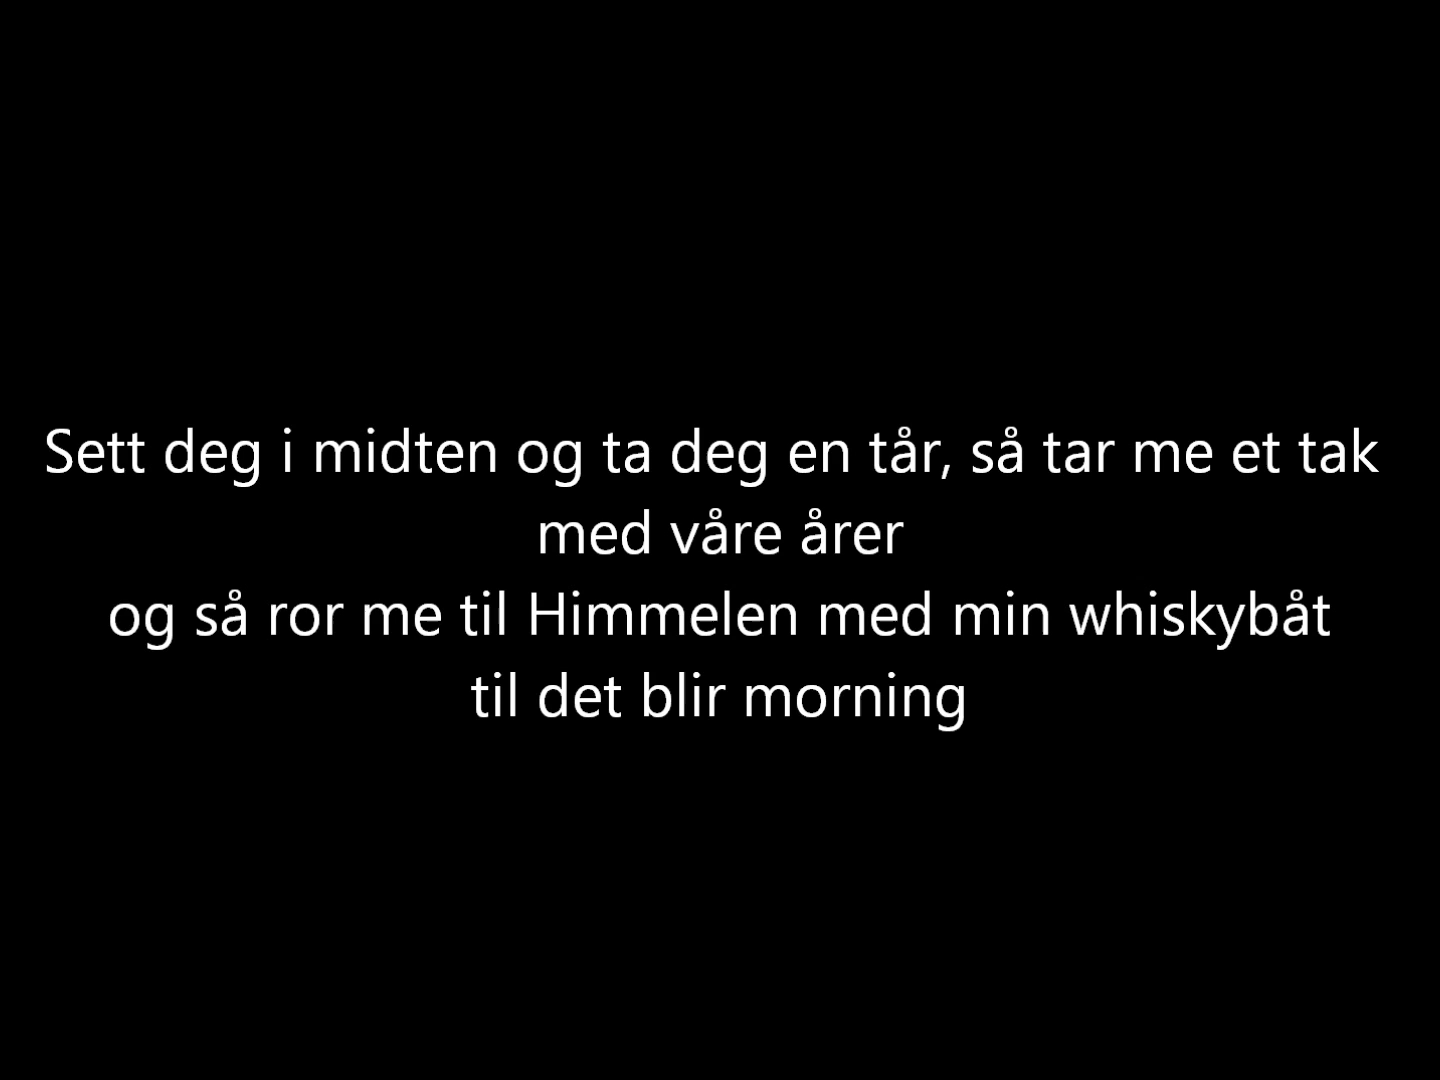 Sett deg i midten og ta deg en tår, så tar me et tak
med våre årer
og så ror me til Himmelen med min whiskybåt
til det blir morning